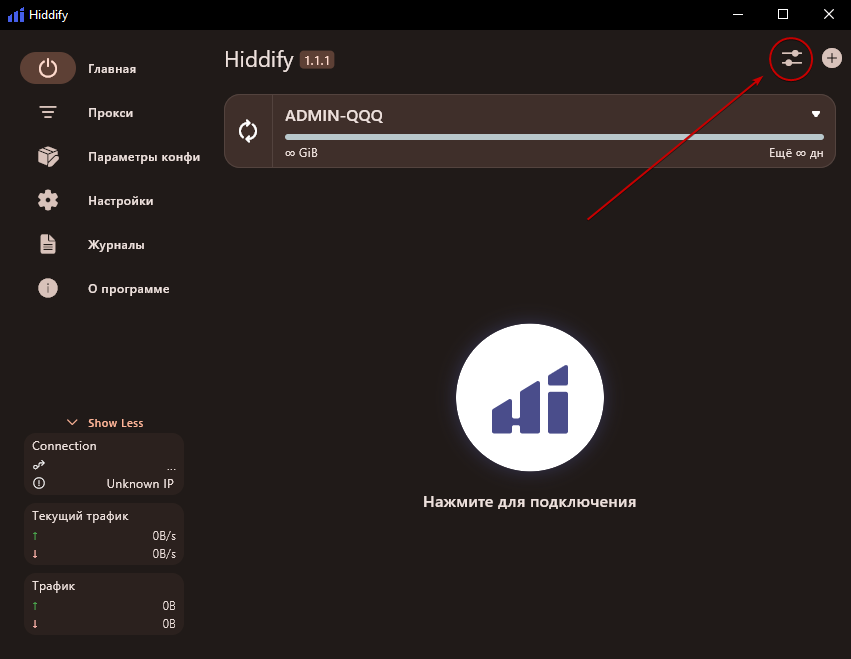 Hiddify
Главная
Прокси
Параметры конфи
Настройки
Журналы
О программе
Show Less
Connection
...
Unknown IP
Текущий трафик
↑ 0B/s
↓ 0B/s
Трафик
↑ 0B
↓ 0B
Hiddify 1.1.1
ADMIN-QQQ
∞ GiB Ещё ∞ дн
Нажмите для подключения